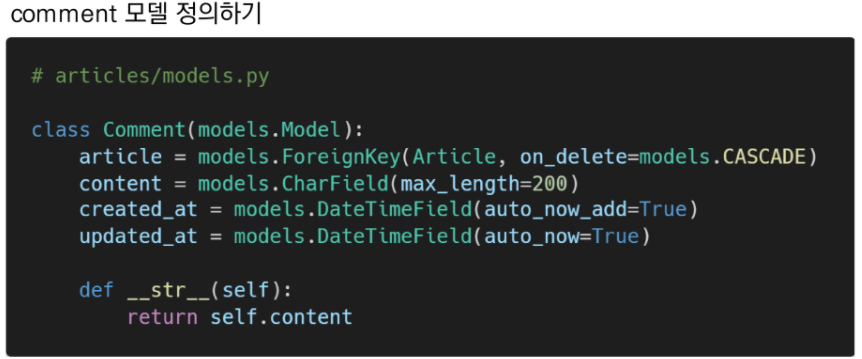 comment 모델 정의하기
# articles/models.py
class Comment(models.Model):
    article = models.ForeignKey(Article, on_delete=models.CASCADE)
    content = models.CharField(max_length=200)
    created_at = models.DateTimeField(auto_now_add=True)
    updated_at = models.DateTimeField(auto_now=True)
    def __str__(self):
        return self.content